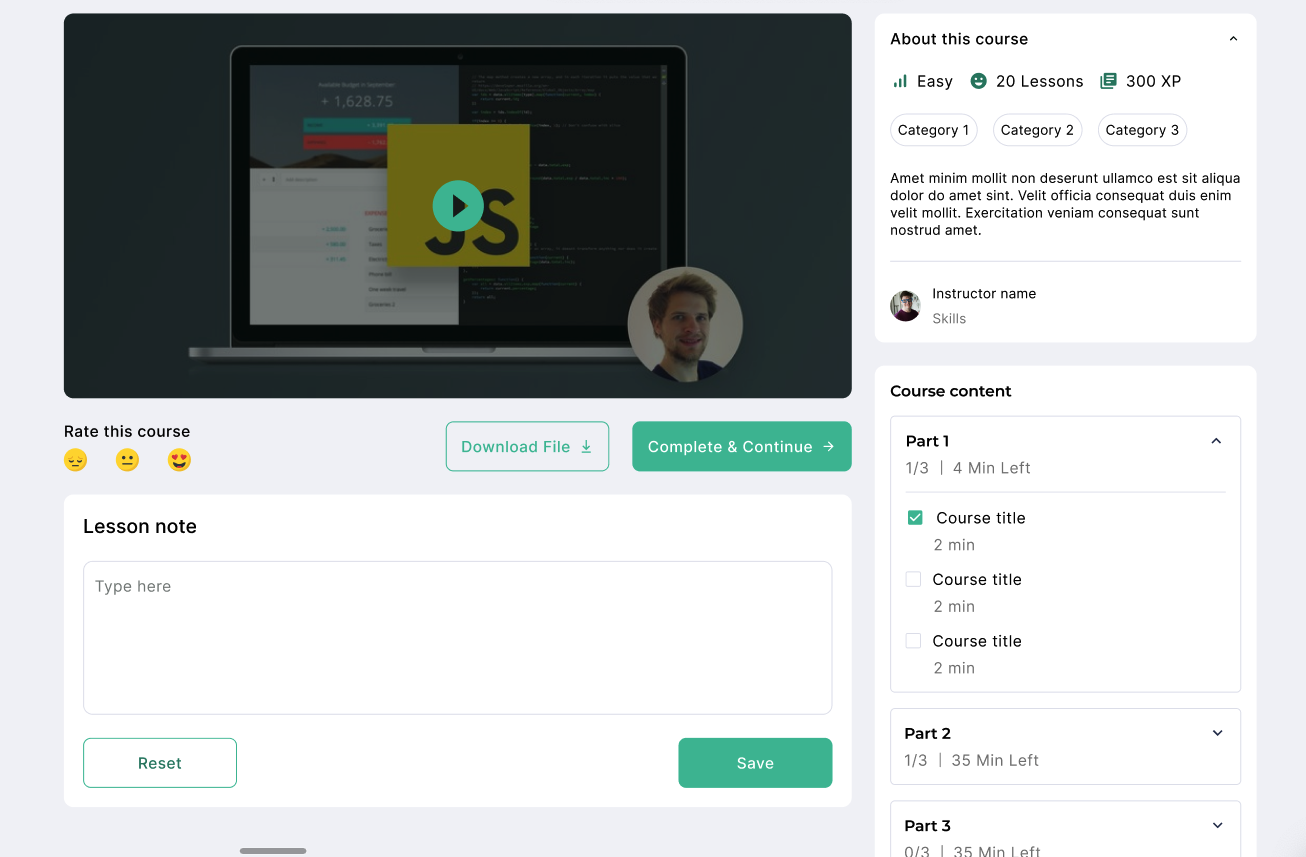 Available Budget in September
+ 1,628.75
JS
Groceries 2
Rate this course
Download File
Complete & Continue
Lesson note
Type here
Reset
Save
About this course
Easy
20 Lessons
300 XP
Category 1
Category 2
Category 3
Amet minim mollit non deserunt ullamco est sit aliqua
dolor do amet sint. Velit officia consequat duis enim
velit mollit. Exercitation veniam consequat sunt
nostrud amet.
Instructor name
Skills
Course content
Part 1
1/3 | 4 Min Left
Course title
2 min
Course title
2 min
Course title
2 min
Part 2
1/3 | 35 Min Left
Part 3
0/3 | 35 Min Left